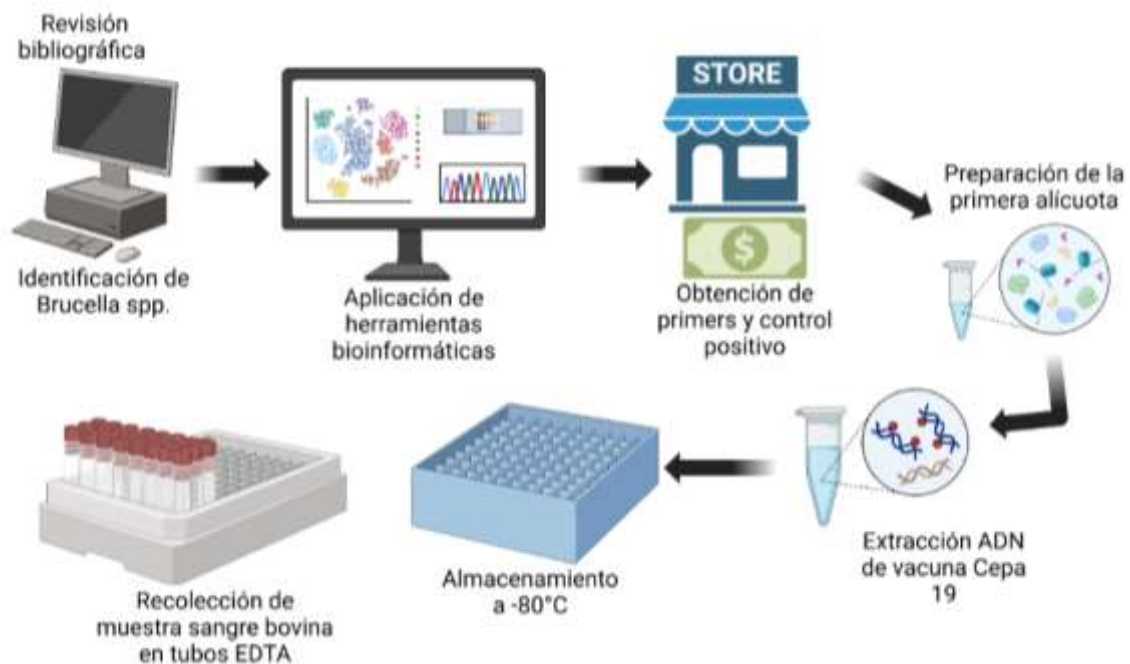 Revisión
bibliográfica
Identificación de
Brucella spp.
Aplicación de
herramientas
bioinformáticas
STORE
$
Obtención de
primers y control
positivo
Preparación de la
primera alícuota
Extracción ADN
de vacuna Cepa
19
Almacenamiento
a -80°C
Recolección de
muestra sangre bovina
en tubos EDTA